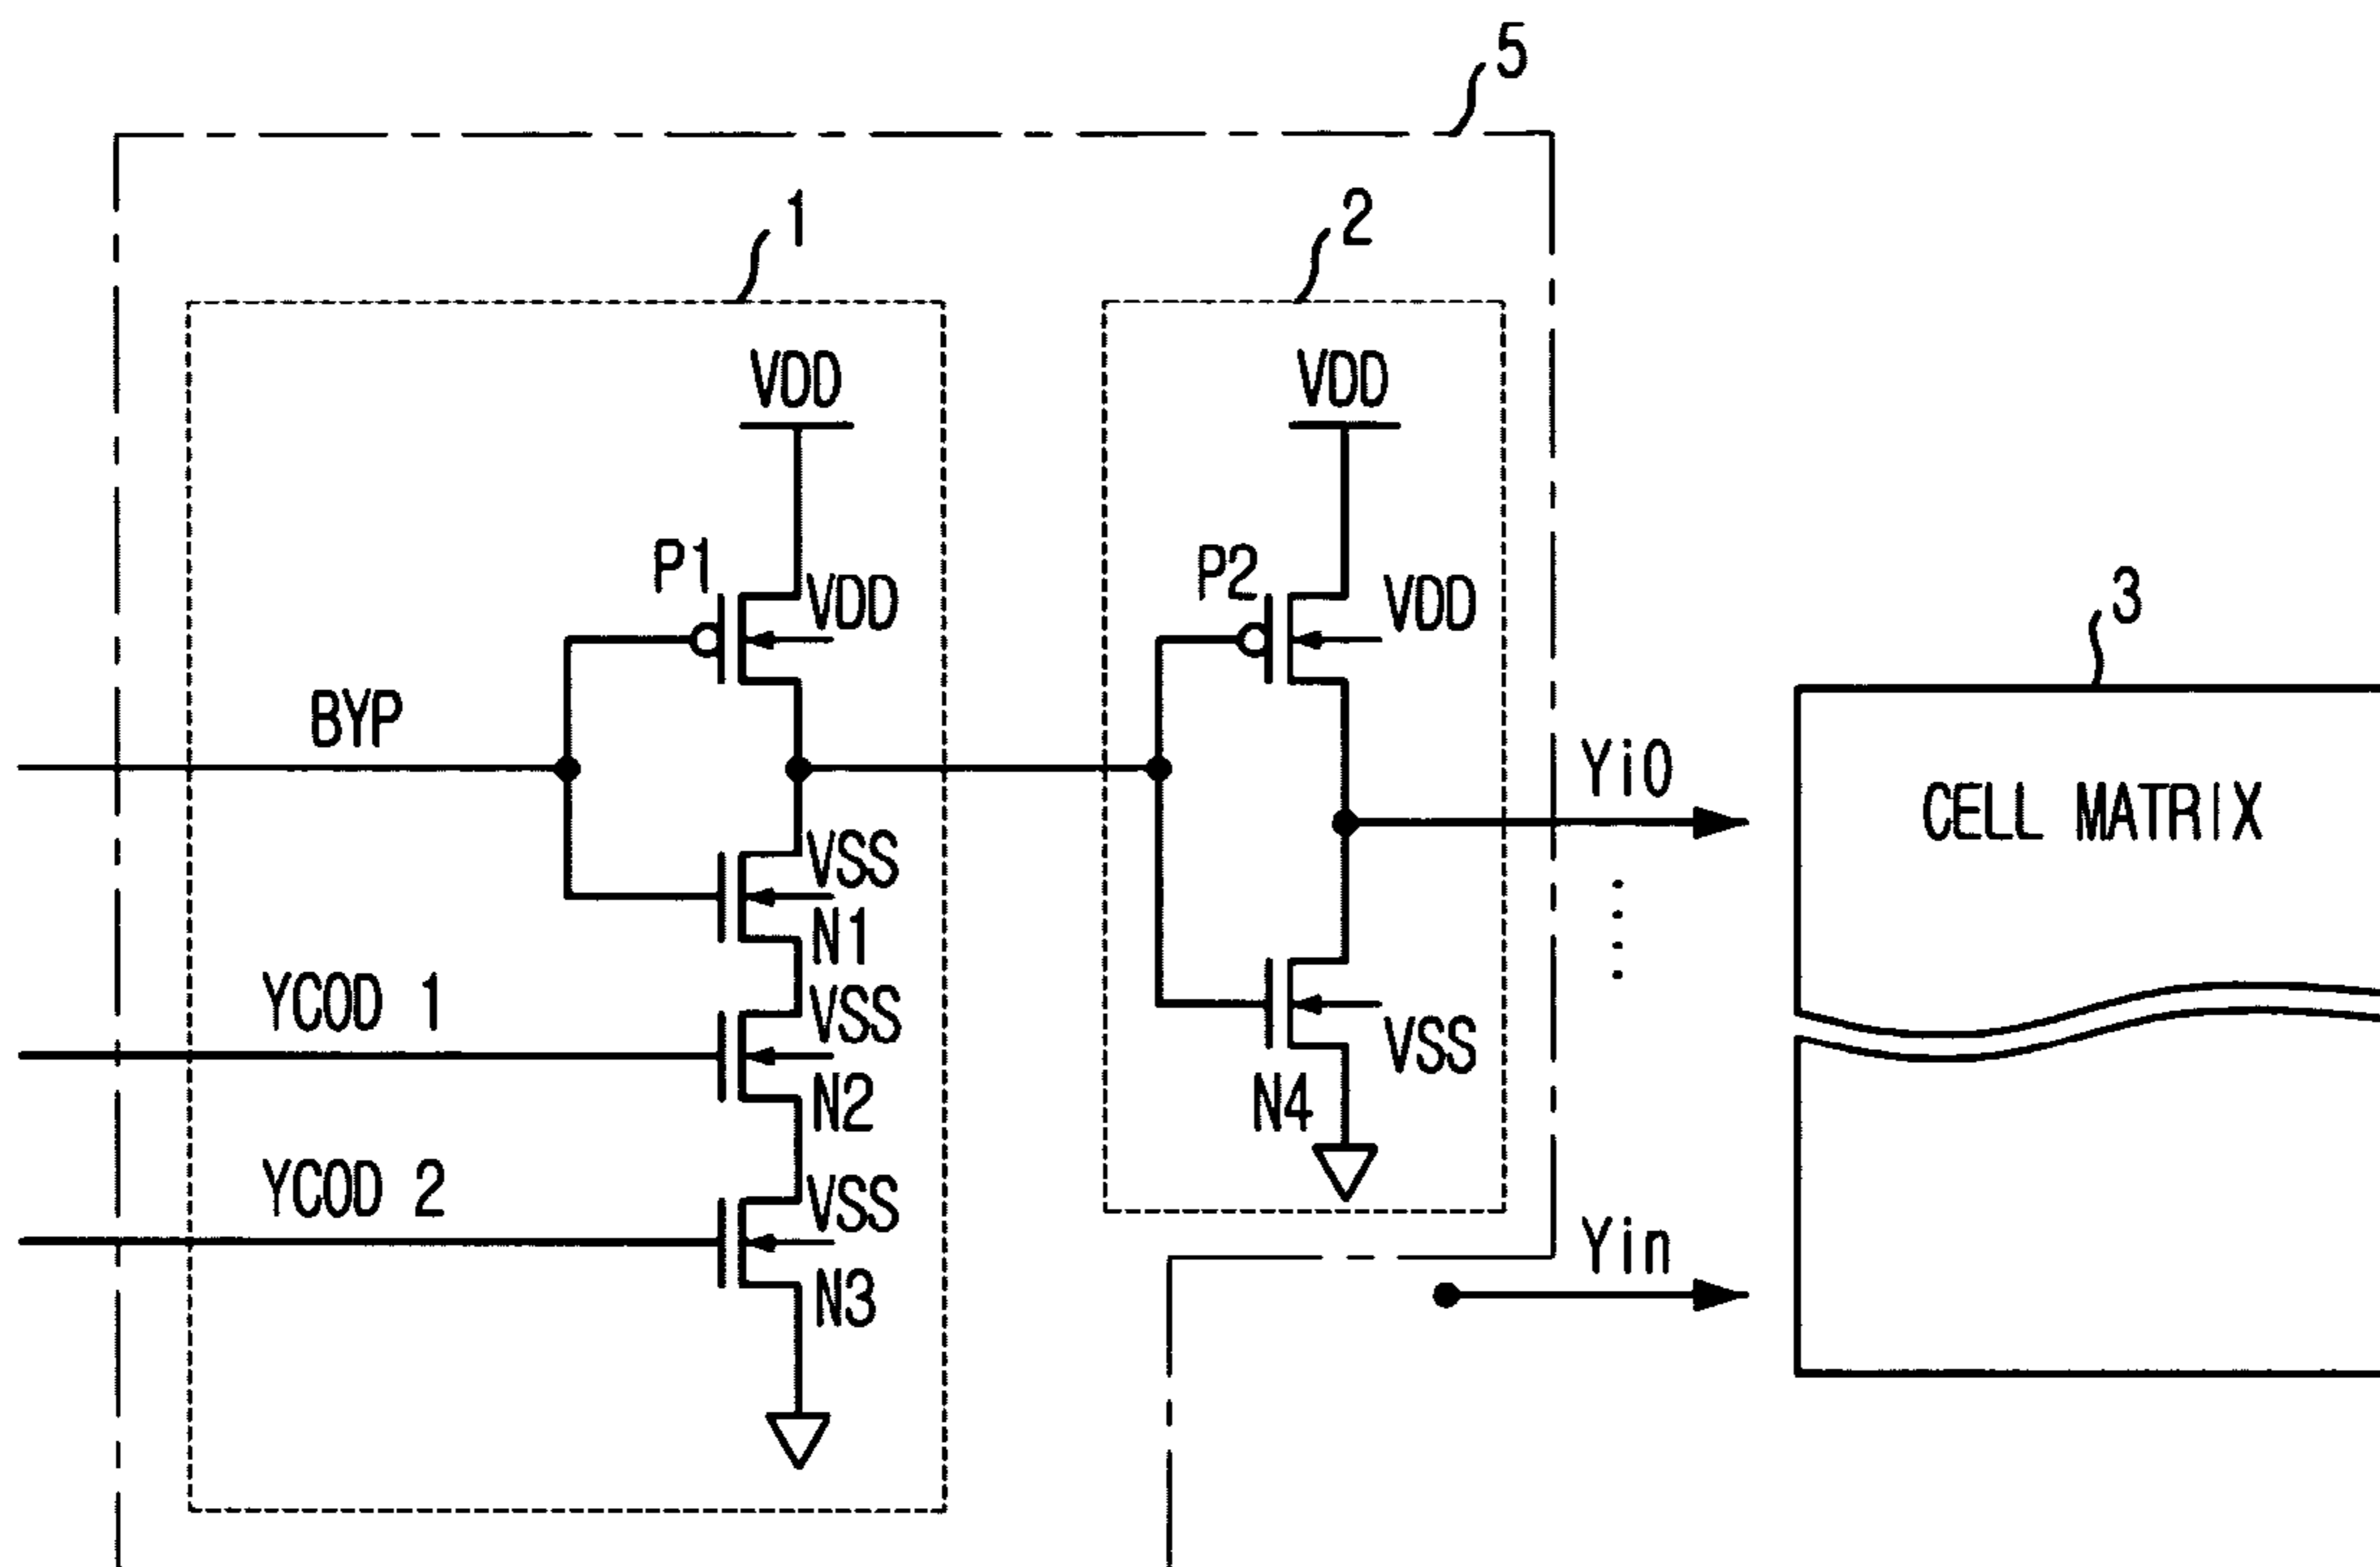 5
1
2
VDD
VDD
P1
VDD
P2
VDD
3
BYP
Yi0
CELL MATRIX
VSS
N1
YCOD 1
VSS
VSS
N2
N4
YCOD 2
VSS
Yin
N3